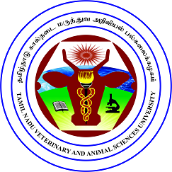 தமிழ்நாடு கால்நடை மருத்துவ அறிவியல் பல்கலைக்கழகம்
TAMIL NADU VETERINARY AND ANIMAL SCIENCES UNIVERSITY